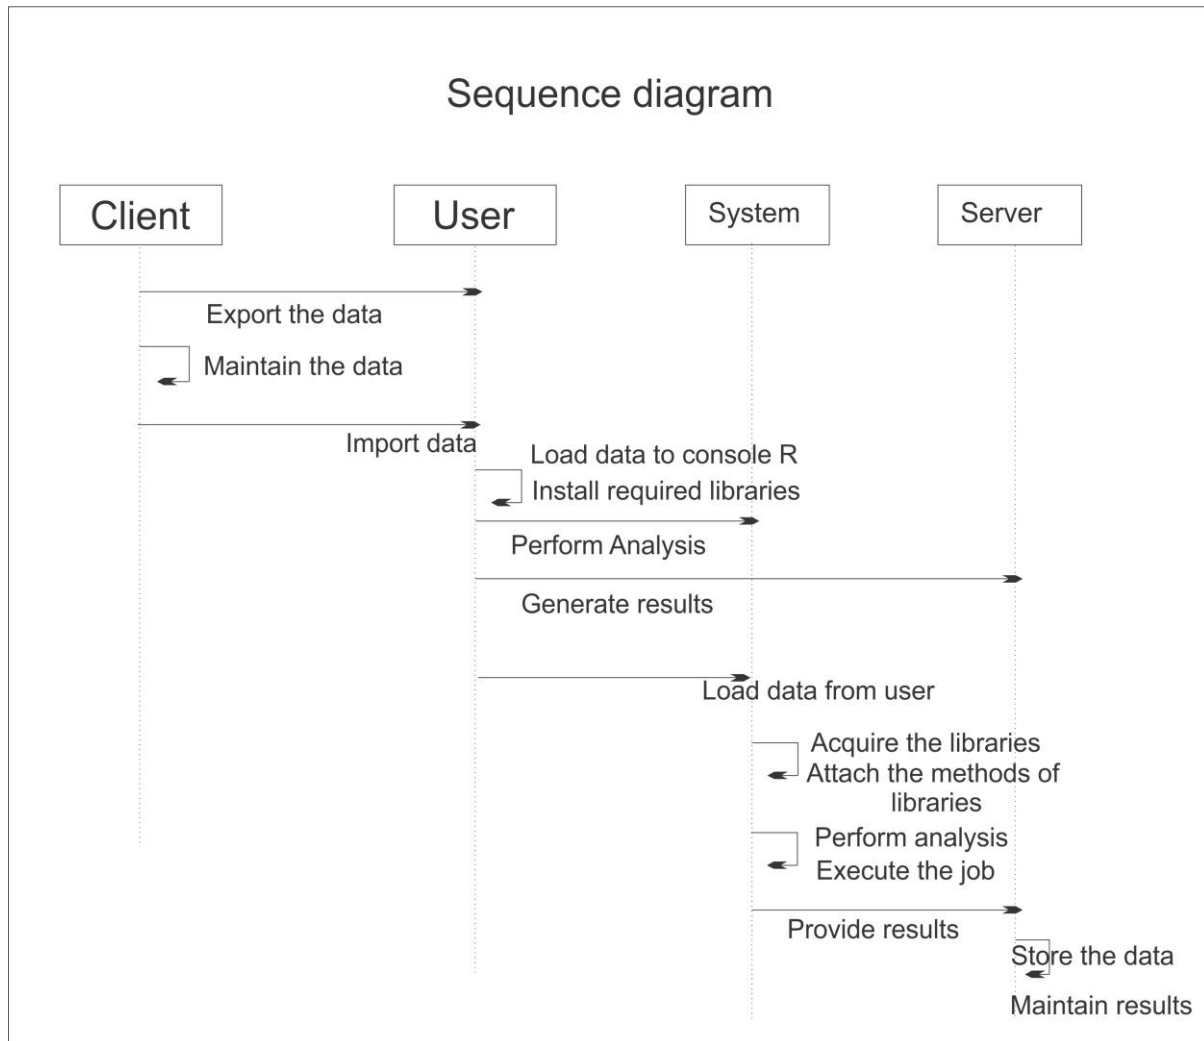 Sequence diagram
Client
User
System
Server
Export the data
Maintain the data
Import data
Load data to console R
Install required libraries
Perform Analysis
Generate results
Load data from user
Acquire the libraries
Attach the methods of
libraries
Perform analysis
Execute the job
Provide results
Store the data
Maintain results